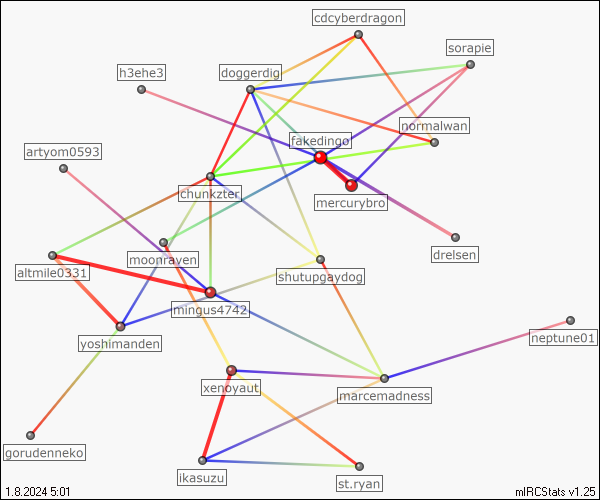 cdcyberdragon
sorapie
h3ehe3
doggerdig
normalwan
fakedingo
artyom0593
chunkzter
mercurybro
drelsen
moonraven
altmile0331
shutupgaydog
mingus4742
yoshimanden
neptune01
xenoyaut
marcemadness
gorudenneko
ikasuzu
st.ryan
1.8.2024 5:01
mIRCStats v1.25